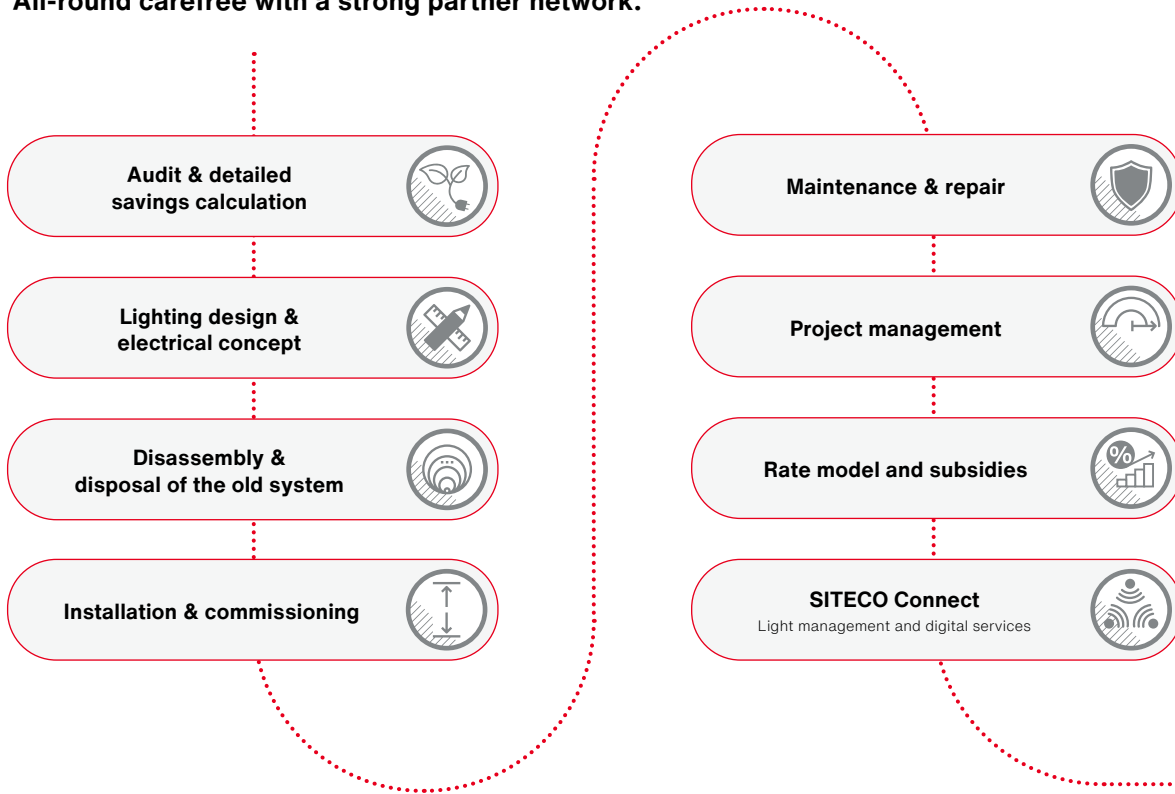 All-round carefree with a strong partner network.
Audit & detailed
savings calculation
Lighting design &
electrical concept
Disassembly &
disposal of the old system
Installation & commissioning
Maintenance & repair
Project management
%
Rate model and subsidies
SITECO Connect
Light management and digital services